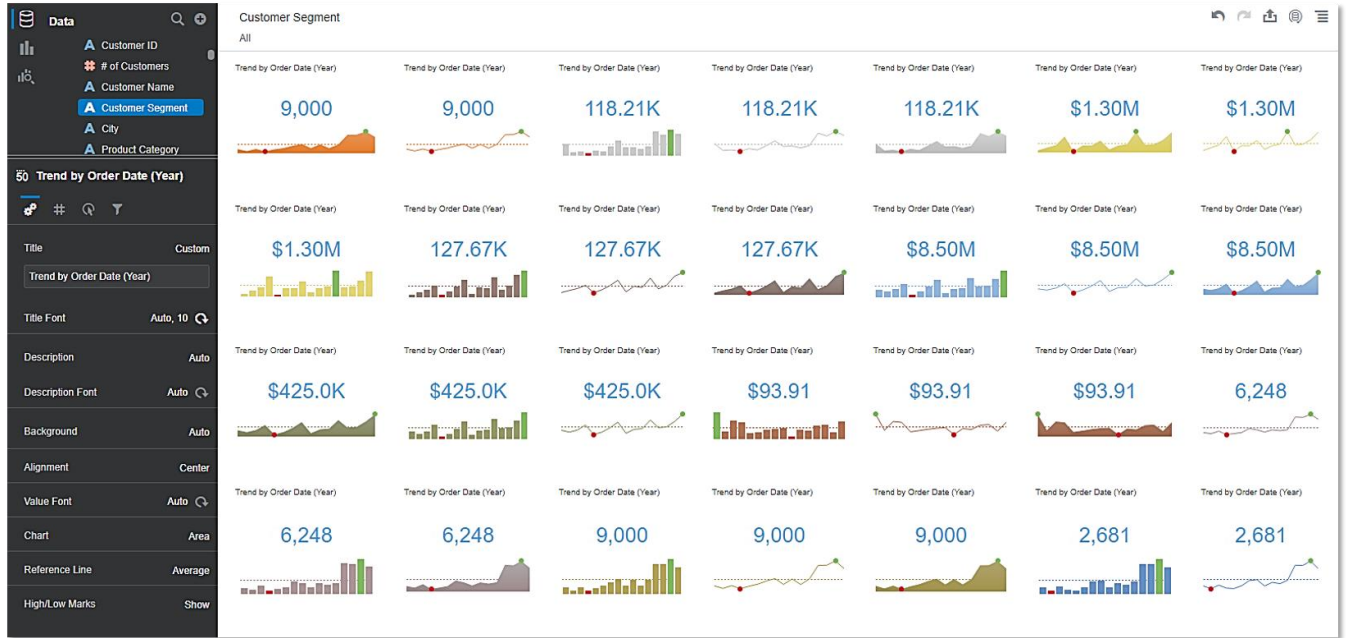 Data
A Customer ID
# # of Customers
A Customer Name
A Customer Segment
A City
A Product Category
50 Trend by Order Date (Year)
#
Title Custom
Trend by Order Date (Year)
Title Font Auto, 10
Description Auto
Description Font Auto
Background Auto
Alignment Center
Value Font Auto
Chart Area
Reference Line Average
High/Low Marks Show
Customer Segment
All
Trend by Order Date (Year) Trend by Order Date (Year) Trend by Order Date (Year) Trend by Order Date (Year) Trend by Order Date (Year) Trend by Order Date (Year) Trend by Order Date (Year)
9,000 9,000 118.21K 118.21K 118.21K $1.30M $1.30M
Trend by Order Date (Year) Trend by Order Date (Year) Trend by Order Date (Year) Trend by Order Date (Year) Trend by Order Date (Year) Trend by Order Date (Year) Trend by Order Date (Year)
$1.30M 127.67K 127.67K 127.67K $8.50M $8.50M $8.50M
Trend by Order Date (Year) Trend by Order Date (Year) Trend by Order Date (Year) Trend by Order Date (Year) Trend by Order Date (Year) Trend by Order Date (Year) Trend by Order Date (Year)
$425.0K $425.0K $425.0K $93.91 $93.91 $93.91 6,248
Trend by Order Date (Year) Trend by Order Date (Year) Trend by Order Date (Year) Trend by Order Date (Year) Trend by Order Date (Year) Trend by Order Date (Year) Trend by Order Date (Year)
6,248 6,248 9,000 9,000 9,000 2,681 2,681